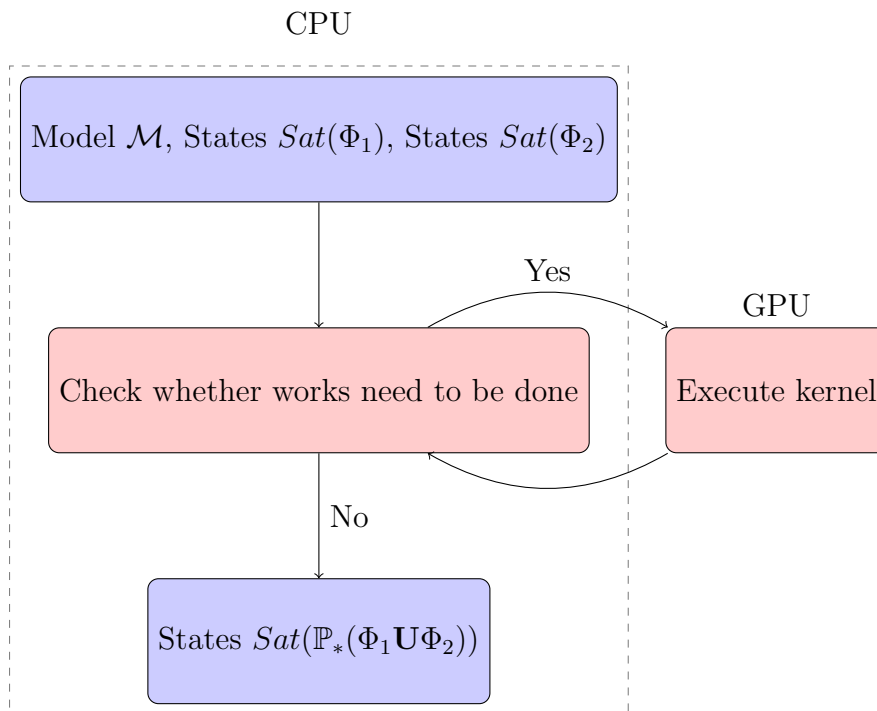 CPU
Model ℳ, States Sat(Φ₁), States Sat(Φ₂)
Yes
GPU
Check whether works need to be done
Execute kernel
No
States Sat(ℙ∗(Φ₁UΦ₂))